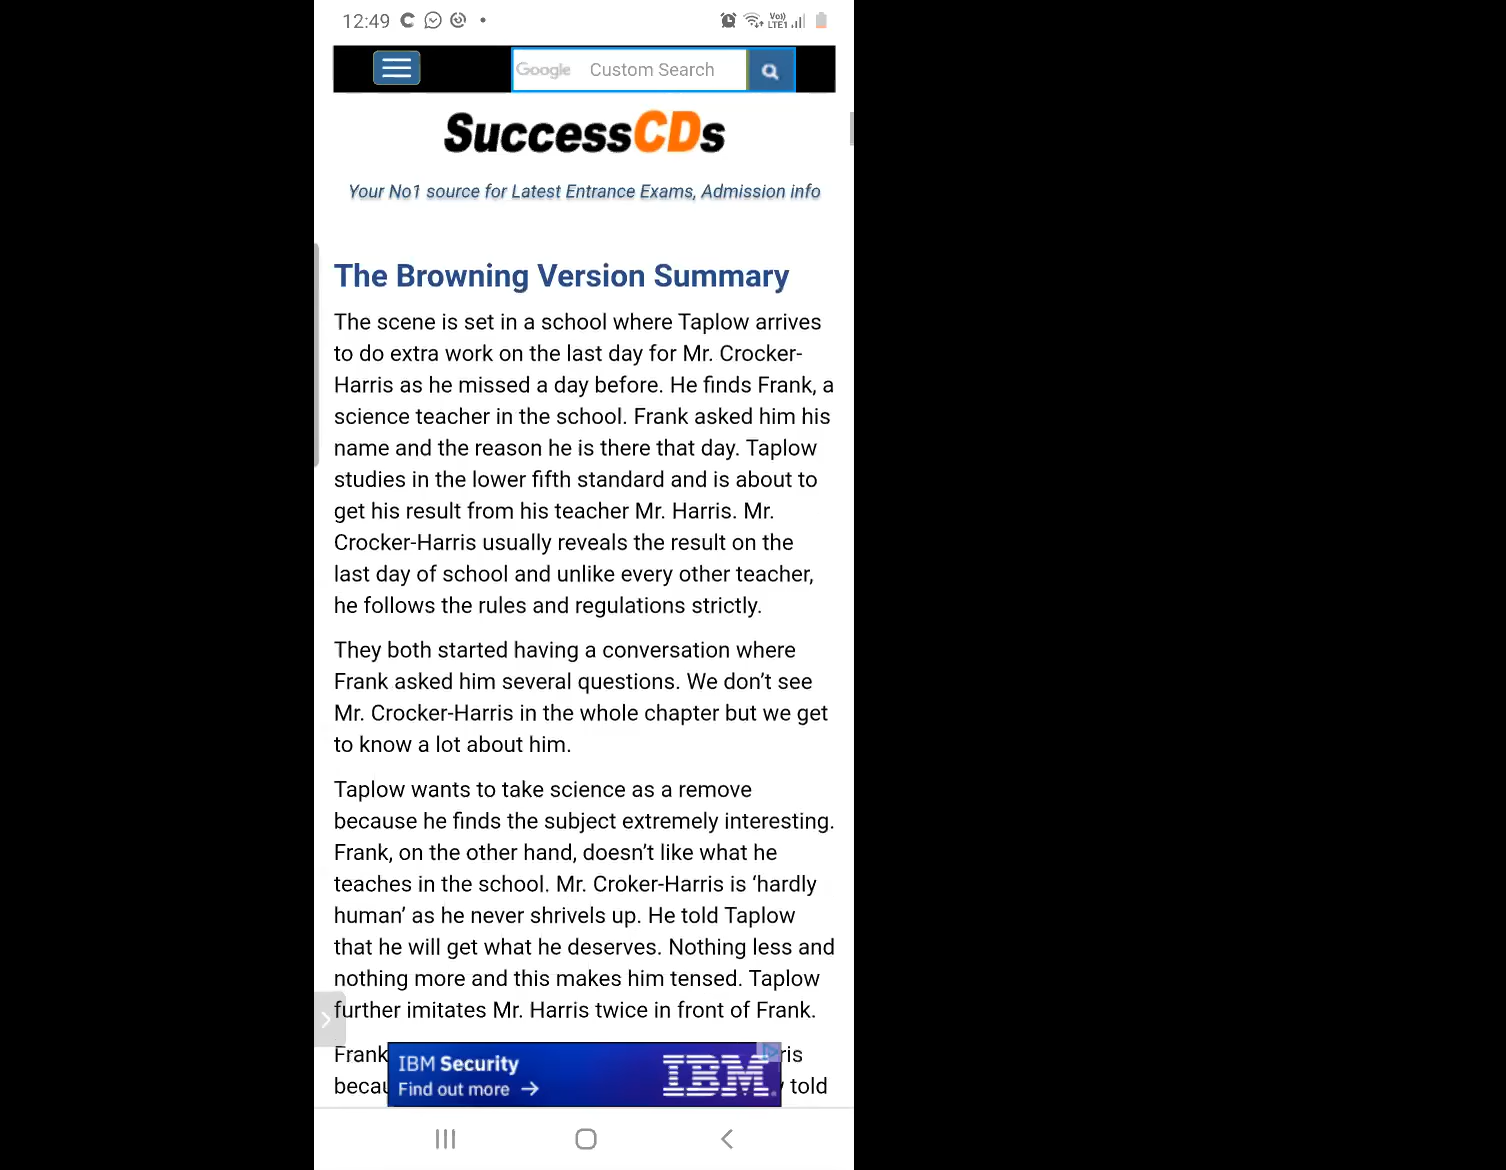 12:49
Vo))
LTE1
Google Custom Search
SuccessCDs
Your No1 source for Latest Entrance Exams, Admission info
The Browning Version Summary
The scene is set in a school where Taplow arrives
to do extra work on the last day for Mr. Crocker-
Harris as he missed a day before. He finds Frank, a
science teacher in the school. Frank asked him his
name and the reason he is there that day. Taplow
studies in the lower fifth standard and is about to
get his result from his teacher Mr. Harris. Mr.
Crocker-Harris usually reveals the result on the
last day of school and unlike every other teacher,
he follows the rules and regulations strictly.
They both started having a conversation where
Frank asked him several questions. We don’t see
Mr. Crocker-Harris in the whole chapter but we get
to know a lot about him.
Taplow wants to take science as a remove
because he finds the subject extremely interesting.
Frank, on the other hand, doesn’t like what he
teaches in the school. Mr. Croker-Harris is ‘hardly
human’ as he never shrivels up. He told Taplow
that he will get what he deserves. Nothing less and
nothing more and this makes him tensed. Taplow
further imitates Mr. Harris twice in front of Frank.
Frank
told
IBM Security
Find out more →
IBM